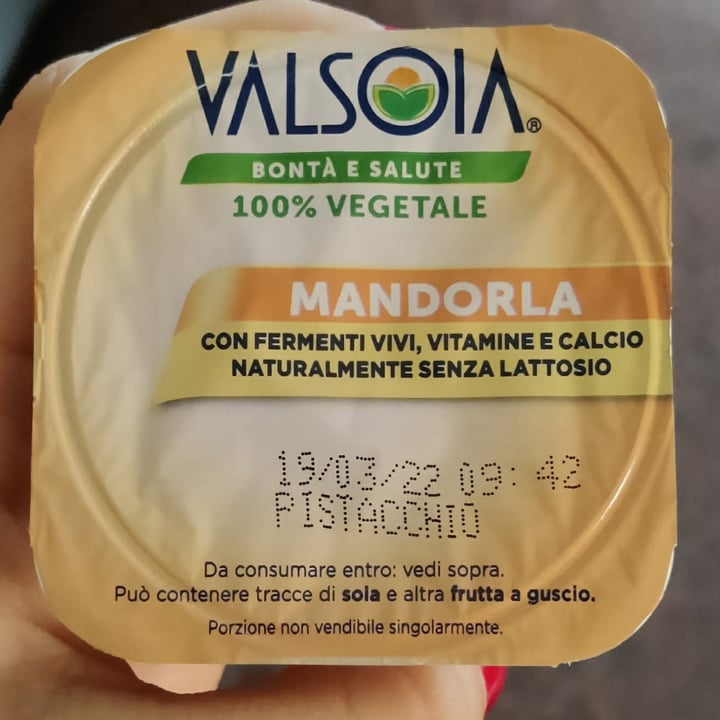 VALSOIA®
BONTÀ E SALUTE
100% VEGETALE
MANDORLA
CON FERMENTI VIVI, VITAMINE E CALCIO
NATURALMENTE SENZA LATTOSIO
19/03/22 09:42
PISTACCHIO
Da consumare entro: vedi sopra.
Può contenere tracce di soia e altra frutta a guscio.
Porzione non vendibile singolarmente.